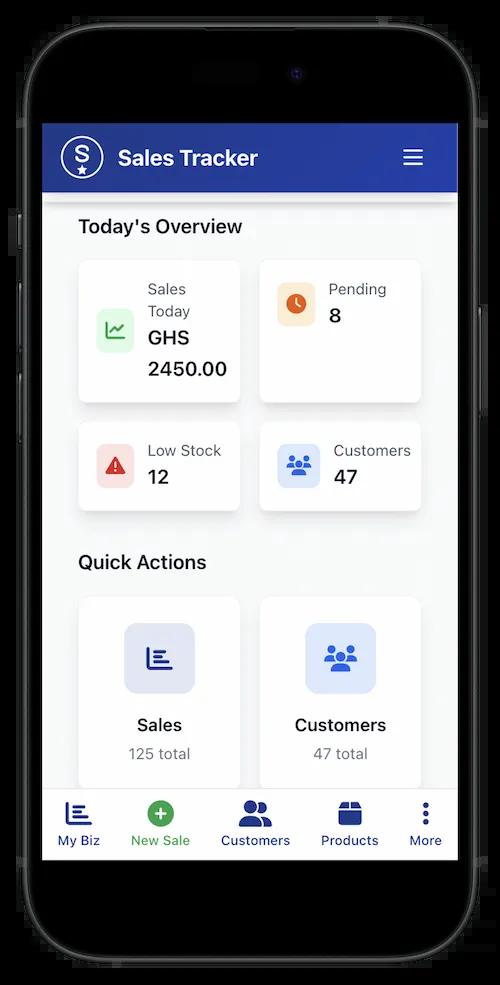 S
Sales Tracker
Today's Overview
Sales
Today
GHS
2450.00
Pending
8
Low Stock
12
Customers
47
Quick Actions
Sales
125 total
Customers
47 total
My Biz
New Sale
Customers
Products
More